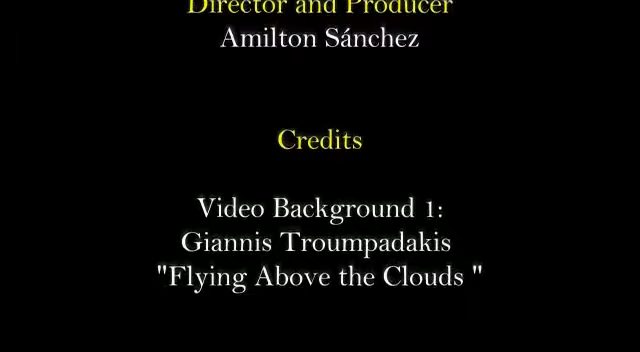 Director and Producer
Amilton Sánchez
Credits
Video Background 1:
Giannis Troumpadakis
"Flying Above the Clouds "